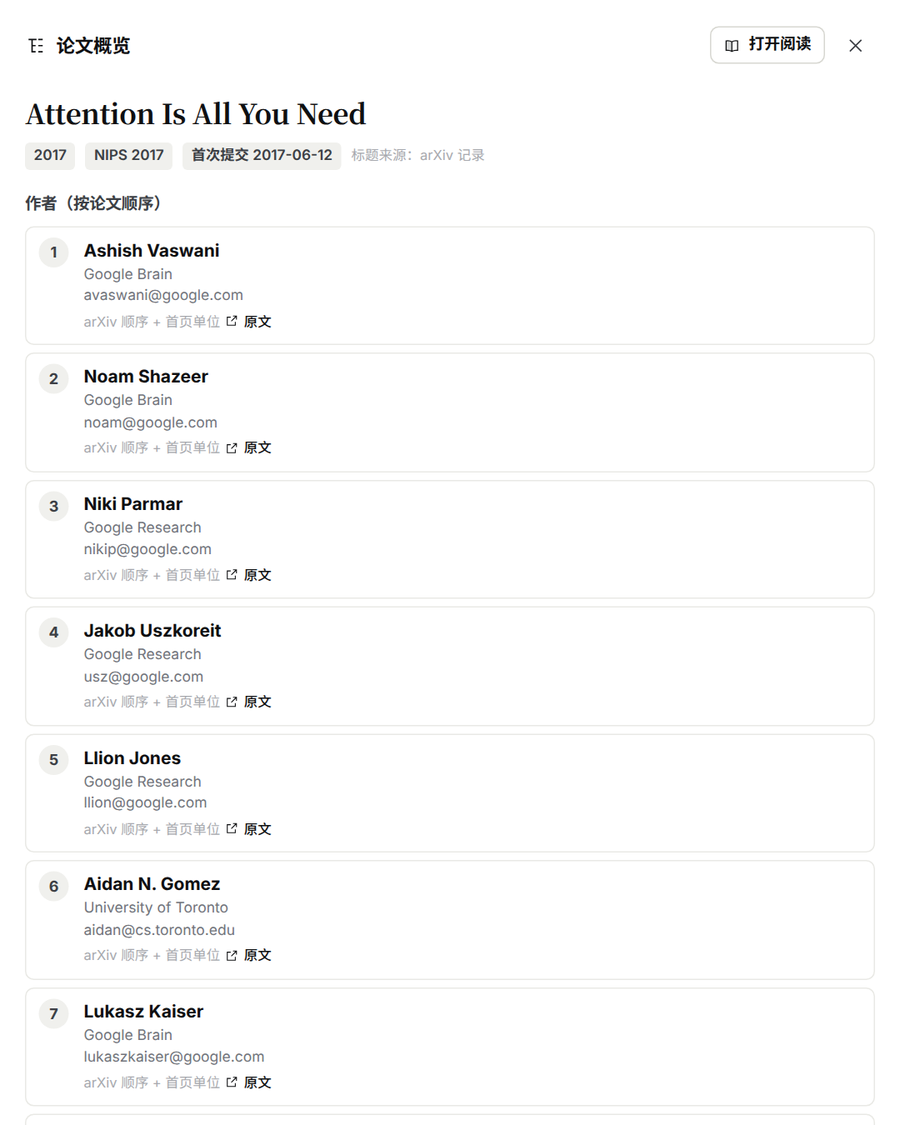 论文概览
打开阅读
Attention Is All You Need
2017 NIPS 2017 首次提交 2017-06-12 标题来源：arXiv 记录
作者（按论文顺序）
1 Ashish Vaswani
Google Brain
avaswani@google.com
arXiv 顺序 + 首页单位 原文
2 Noam Shazeer
Google Brain
noam@google.com
arXiv 顺序 + 首页单位 原文
3 Niki Parmar
Google Research
nikip@google.com
arXiv 顺序 + 首页单位 原文
4 Jakob Uszkoreit
Google Research
usz@google.com
arXiv 顺序 + 首页单位 原文
5 Llion Jones
Google Research
llion@google.com
arXiv 顺序 + 首页单位 原文
6 Aidan N. Gomez
University of Toronto
aidan@cs.toronto.edu
arXiv 顺序 + 首页单位 原文
7 Lukasz Kaiser
Google Brain
lukaszkaiser@google.com
arXiv 顺序 + 首页单位 原文